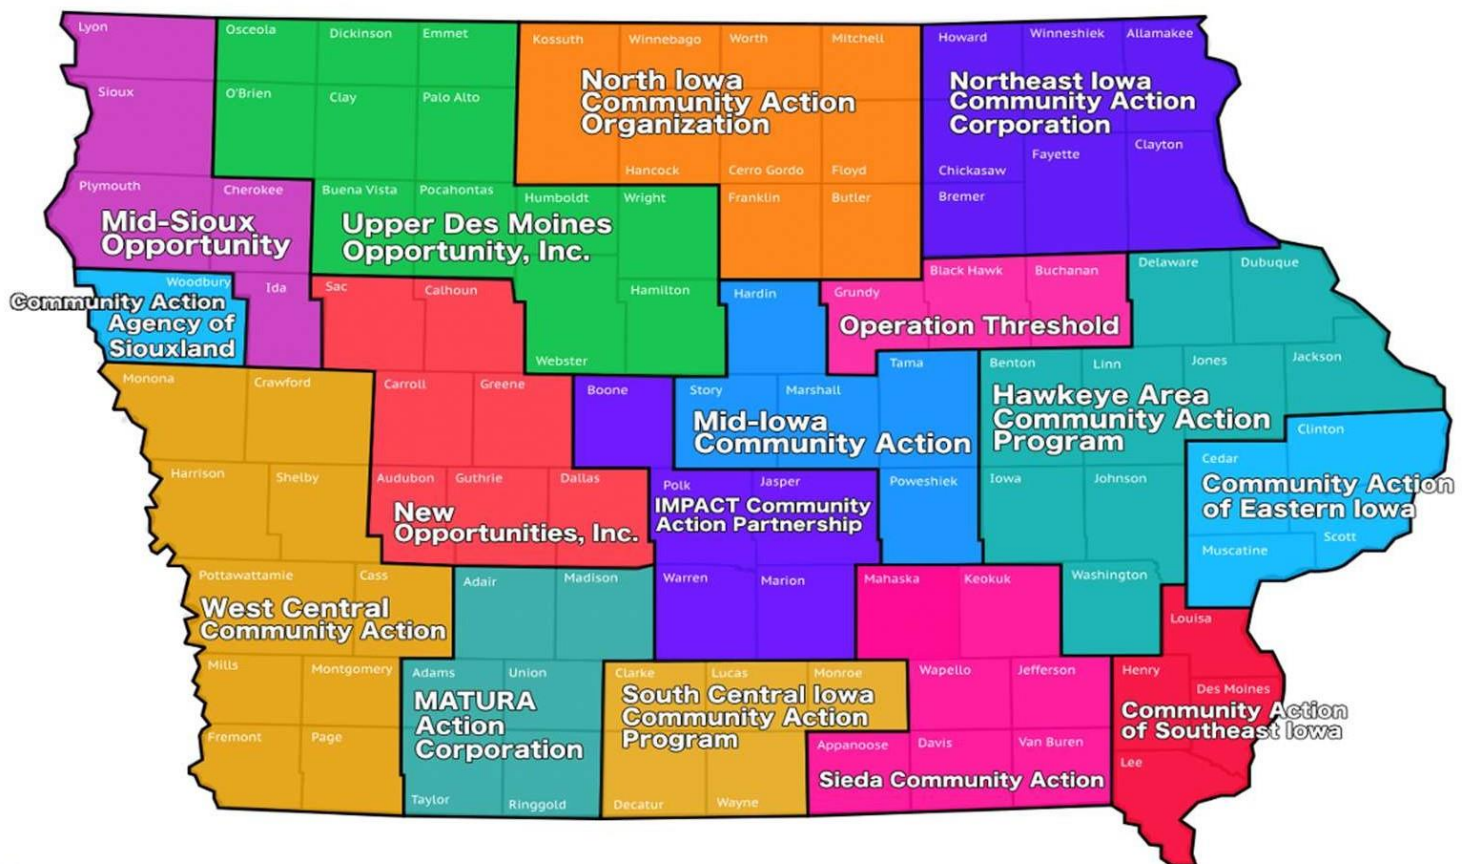 Lyon
Osceola
Dickinson
Emmet
Kossuth
Winnebago
Worth
Mitchell
Howard
Winneshiek
Allamakee
Sioux
O'Brien
Clay
Palo Alto
North Iowa
Community Action
Organization
Northeast Iowa
Community Action
Corporation
Hancock
Cerro Gordo
Floyd
Chickasaw
Fayette
Clayton
Plymouth
Cherokee
Buena Vista
Pocahontas
Humboldt
Wright
Franklin
Butler
Bremer
Mid-Sioux
Opportunity
Upper Des Moines
Opportunity, Inc.
Woodbury
Ida
Sac
Calhoun
Webster
Hamilton
Hardin
Grundy
Black Hawk
Buchanan
Delaware
Dubuque
Community Action
Agency of
Siouxland
Operation Threshold
Monona
Crawford
Carroll
Greene
Boone
Story
Marshall
Tama
Benton
Linn
Jones
Jackson
Mid-Iowa
Community Action
Hawkeye Area
Community Action
Program
Clinton
Cedar
Community Action
of Eastern Iowa
Muscatine
Scott
Harrison
Shelby
Audubon
Guthrie
Dallas
New
Opportunities, Inc.
Polk
Jasper
IMPACT Community
Action Partnership
Poweshiek
Iowa
Johnson
Pottawattamie
Cass
West Central
Community Action
Adair
Madison
Warren
Marion
Mahaska
Keokuk
Washington
Louisa
Mills
Montgomery
Adams
Union
MATURA
Action
Corporation
Clarke
Lucas
Monroe
South Central Iowa
Community Action
Program
Wapello
Jefferson
Henry
Des Moines
Community Action
of Southeast Iowa
Fremont
Page
Taylor
Ringgold
Decatur
Wayne
Appanoose
Davis
Van Buren
Sieda Community Action
Lee